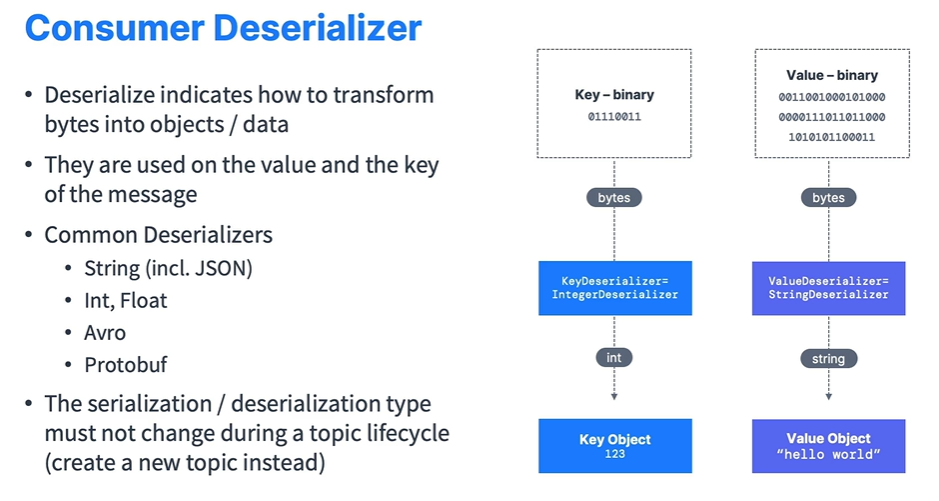 Consumer Deserializer
• Deserialize indicates how to transform
bytes into objects / data
• They are used on the value and the key
of the message
• Common Deserializers
• String (incl. JSON)
• Int, Float
• Avro
• Protobuf
• The serialization / deserialization type
must not change during a topic lifecycle
(create a new topic instead)
Key – binary
01110011
bytes
KeyDeserializer=
IntegerDeserializer
int
Key Object
123
Value – binary
0011001000101000
0000111011011000
1010101100011
bytes
ValueDeserializer=
StringDeserializer
string
Value Object
“hello world”